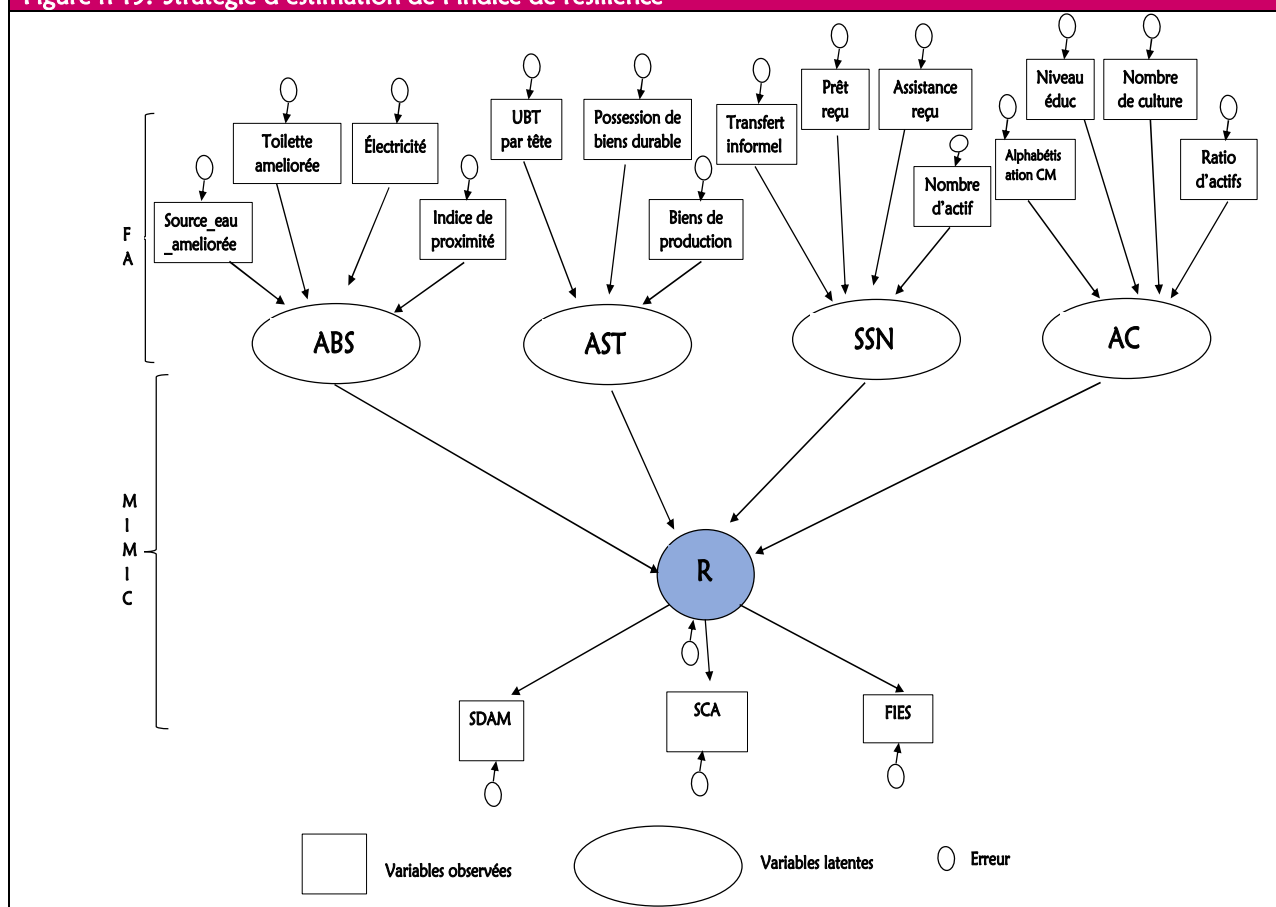 Figure n°19: Stratégie d'estimation de l'indice de résilience
Niveau
éduc
Nombre
de culture
Prêt
reçu
Assistance
reçu
UBT
par tête
Possession de
biens durable
Transfert
informel
Toilette
ameliorée
Électricité
Alphabétis
ation CM
Ratio
d'actifs
Nombre
d'actif
Source_eau
_ameliorée
Indice de
proximité
Biens de
production
F
A
ABS
AST
SSN
AC
M
I
M
I
C
R
SDAM
SCA
FIES
Variables observées
Variables latentes
Erreur